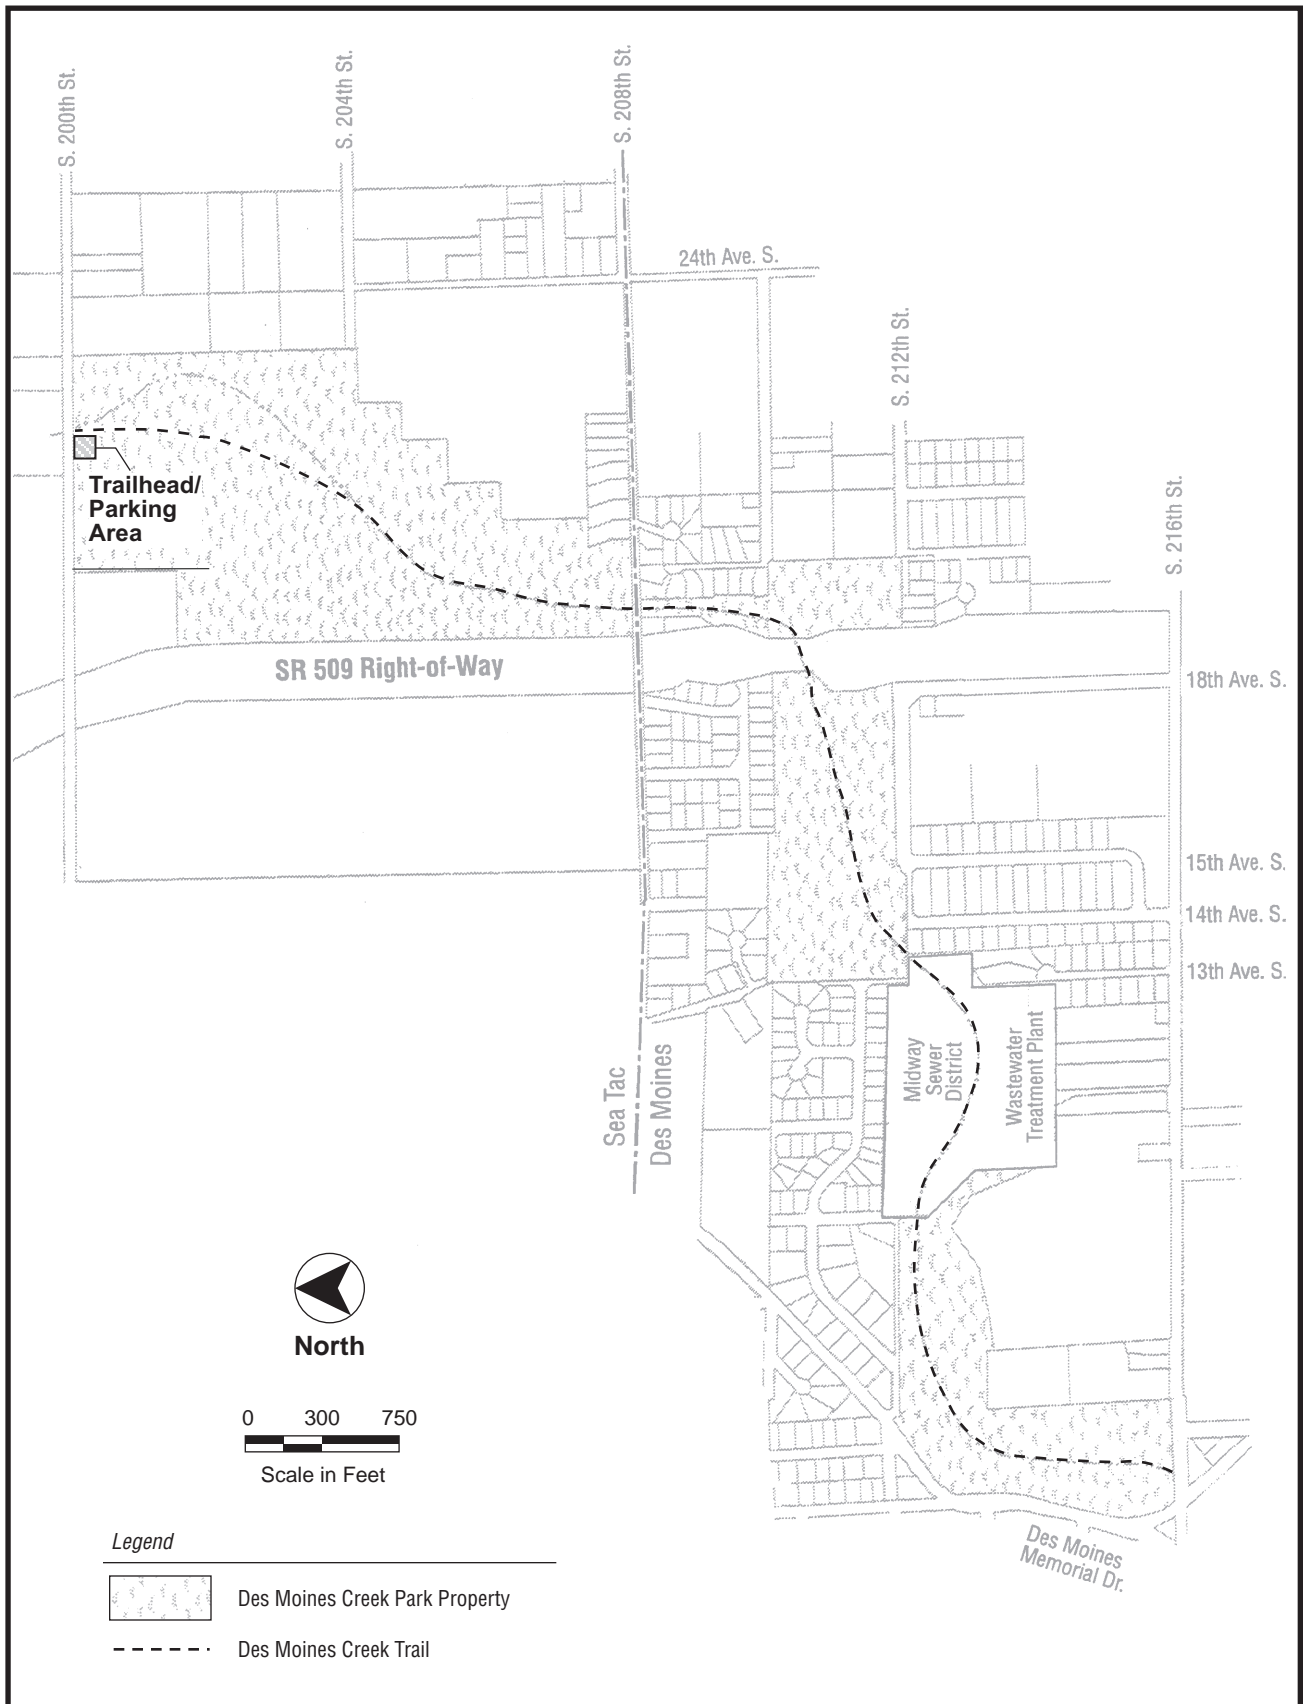 S. 200th St.
S. 204th St.
S. 208th St.
24th Ave. S.
S. 212th St.
S. 216th St.
Trailhead/
Parking
Area
SR 509 Right-of-Way
18th Ave. S.
15th Ave. S.
14th Ave. S.
13th Ave. S.
Sea Tac
Des Moines
Midway
Sewer
District
Wastewater
Treatment Plant
North
0 300 750
Scale in Feet
Des Moines
Memorial Dr.
Legend
Des Moines Creek Park Property
Des Moines Creek Trail